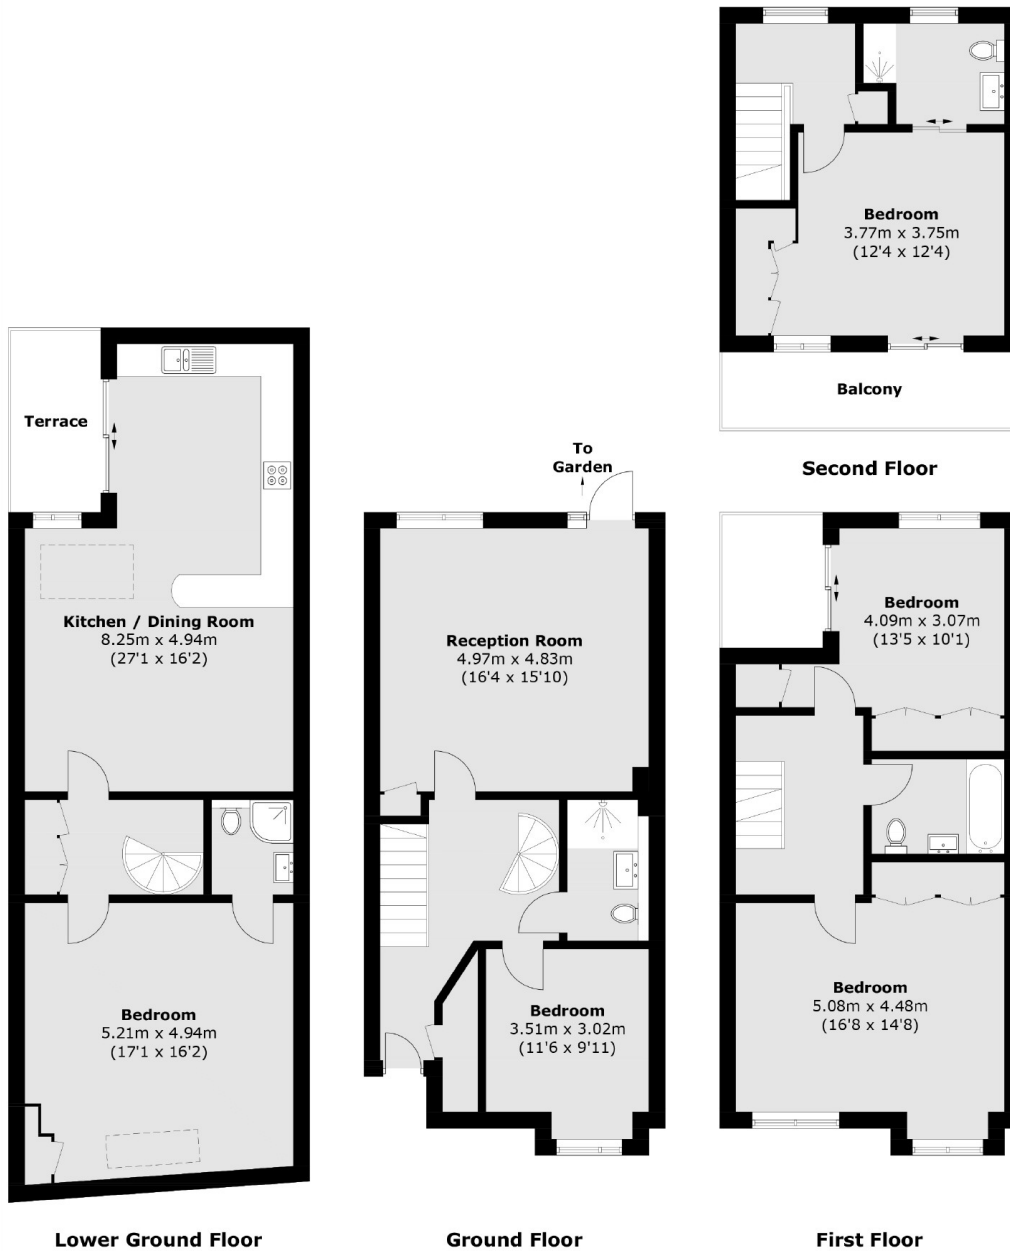 Bedroom
3.77m x 3.75m
(12'4 x 12'4)
Balcony
Second Floor
Terrace
Kitchen / Dining Room
8.25m x 4.94m
(27'1 x 16'2)
Bedroom
5.21m x 4.94m
(17'1 x 16'2)
Lower Ground Floor
To
Garden
Reception Room
4.97m x 4.83m
(16'4 x 15'10)
Bedroom
3.51m x 3.02m
(11'6 x 9'11)
Ground Floor
Bedroom
4.09m x 3.07m
(13'5 x 10'1)
Bedroom
5.08m x 4.48m
(16'8 x 14'8)
First Floor